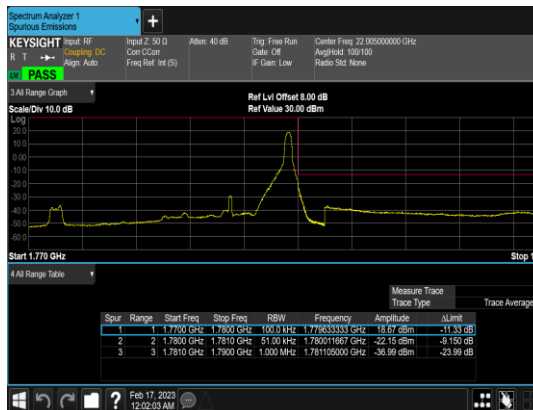 Spectrum Analyzer 1
Spurious Emissions
+
KEYSIGHT Input: RF Input Z: 50 Ω Atten: 40 dB Trig: Free Run Center Freq: 22.005000000 GHz
R T Coupling: DC Corr CCorr Gate: Off Avg|Hold: 100/100
Align: Auto Freq Ref: Int (S) IF Gain: Low Radio Std: None
PASS
3 All Range Graph
Ref Lvl Offset 8.00 dB
Scale/Div 10.0 dB Ref Value 30.00 dBm
Log
20.0
10.0
0.00
-10.0
-20.0
-30.0
-40.0
-50.0
-60.0
Start 1.770 GHz Stop 1
4 All Range Table
Measure Trace
Trace Type Trace Average
Spur Range Start Freq Stop Freq RBW Frequency Amplitude ΔLimit
1 1 1.7700 GHz 1.7800 GHz 100.0 kHz 1.779633333 GHz 18.67 dBm -11.33 dB
2 2 1.7800 GHz 1.7810 GHz 51.00 kHz 1.780011667 GHz -22.15 dBm -9.150 dB
3 3 1.7810 GHz 1.7900 GHz 1.000 MHz 1.781105000 GHz -36.99 dBm -23.99 dB
? Feb 17, 2023
12:02:03 AM